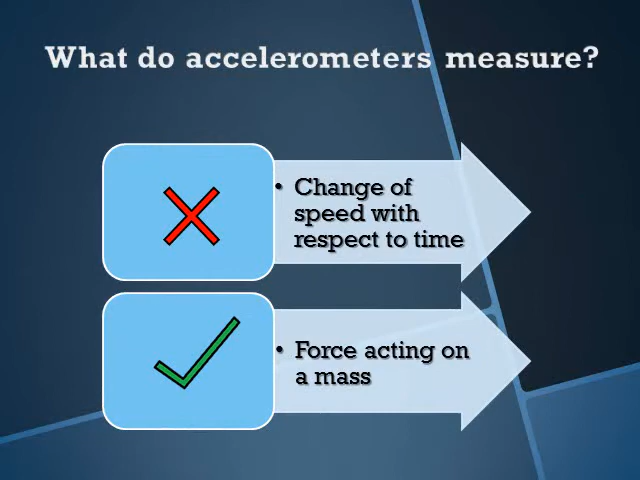 What do accelerometers measure?
• Change of
speed with
respect to time
• Force acting on
a mass